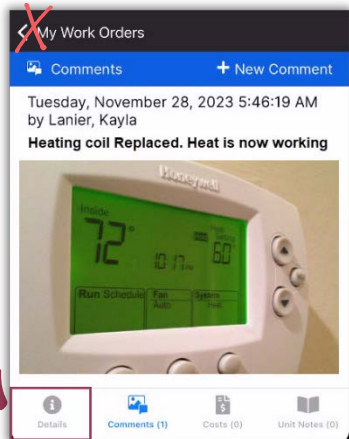 My Work Orders
Comments
+ New Comment
Tuesday, November 28, 2023 5:46:19 AM
by Lanier, Kayla
Heating coil Replaced. Heat is now working
Honeywell
Inside
72°
10:17 PM
60°
Run Schedule
Fan
Auto
System
Heat
Details
Comments (1)
Costs (0)
Unit Notes (0)